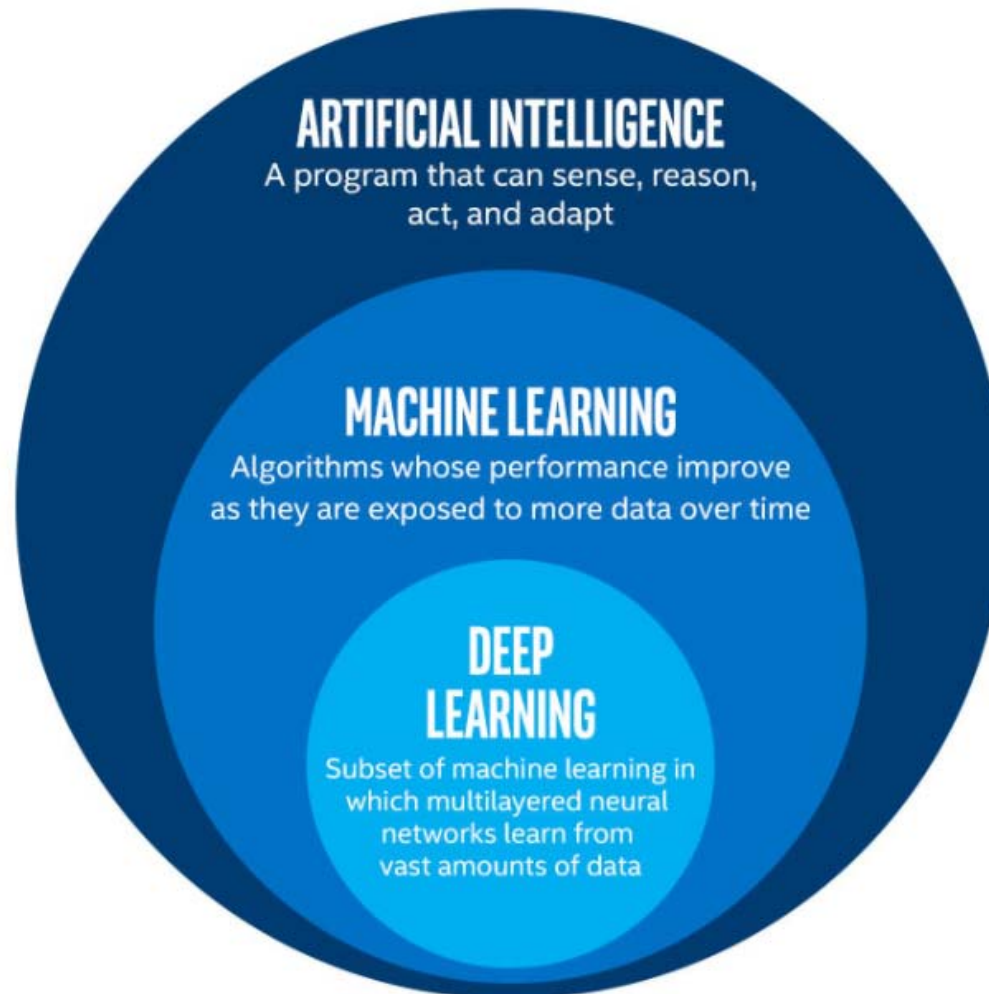 ARTIFICIAL INTELLIGENCE
A program that can sense, reason,
act, and adapt
MACHINE LEARNING
Algorithms whose performance improve
as they are exposed to more data over time
DEEP
LEARNING
Subset of machine learning in
which multilayered neural
networks learn from
vast amounts of data